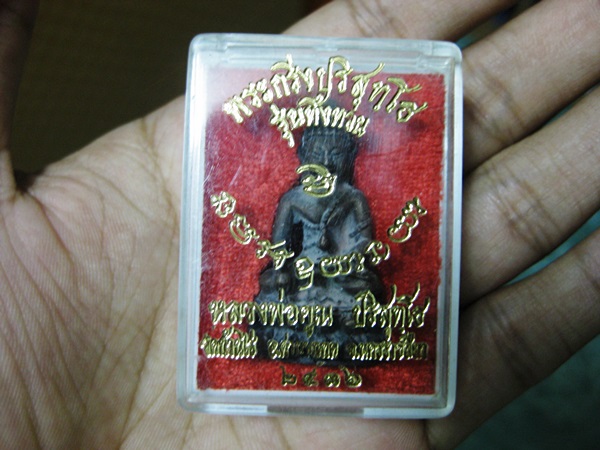 พระกริ่งปริสุทโธ
รุ่นทิ้งทวน
หลวงพ่อคูณ ปริสุทโธ
วัดบ้านไร่ อ.ด่านขุนทด จ.นครราชสีมา
๒๕๓๖